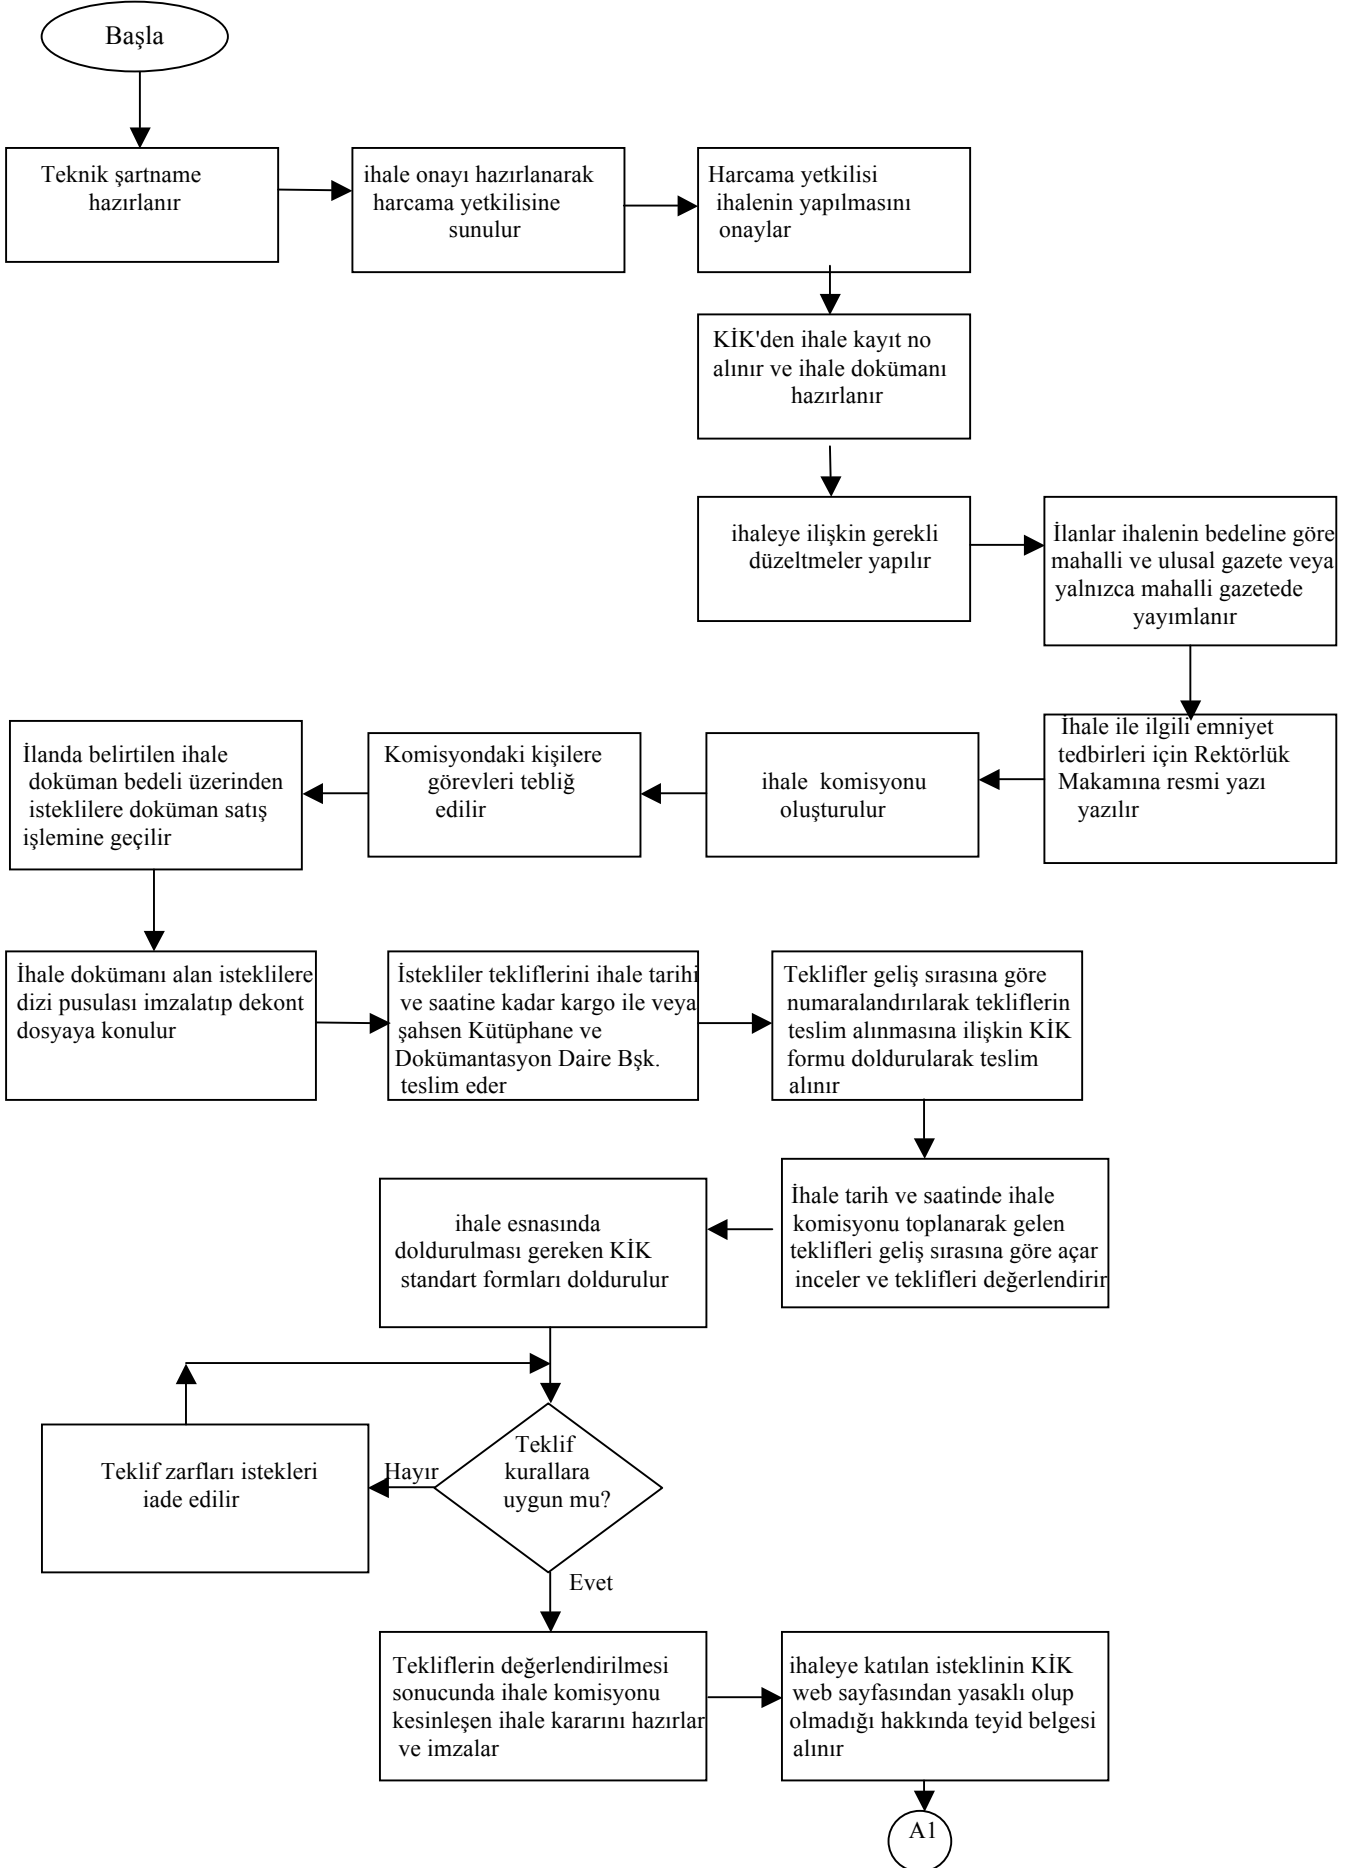 Başla
Teknik şartname
hazırlanır
ihale onayı hazırlanarak
harcama yetkilisine
sunulur
Harcama yetkilisi
ihalenin yapılmasını
onaylar
KİK'den ihale kayıt no
alınır ve ihale dokümanı
hazırlanır
ihaleye ilişkin gerekli
düzeltmeler yapılır
İlanlar ihalenin bedeline göre
mahalli ve ulusal gazete veya
yalnızca mahalli gazetede
yayımlanır
İhale ile ilgili emniyet
tedbirleri için Rektörlük
Makamına resmi yazı
yazılır
ihale komisyonu
oluşturulur
Komisyondaki kişilere
görevleri tebliğ
edilir
İlanda belirtilen ihale
doküman bedeli üzerinden
isteklilere doküman satış
işlemine geçilir
İhale dokümanı alan isteklilere
dizi pusulası imzalatıp dekont
dosyaya konulur
İstekliler tekliflerini ihale tarihi
ve saatine kadar kargo ile veya
şahsen Kütüphane ve
Dokümantasyon Daire Bşk.
teslim eder
Teklifler geliş sırasına göre
numaralandırılarak tekliflerin
teslim alınmasına ilişkin KİK
formu doldurularak teslim
alınır
İhale tarih ve saatinde ihale
komisyonu toplanarak gelen
teklifleri geliş sırasına göre açar
inceler ve teklifleri değerlendirir
ihale esnasında
doldurulması gereken KİK
standart formları doldurulur
Teklif
kurallara
uygun mu?
Hayır
Teklif zarfları istekleri
iade edilir
Evet
Tekliflerin değerlendirilmesi
sonucunda ihale komisyonu
kesinleşen ihale kararını hazırlar
ve imzalar
ihaleye katılan isteklinin KİK
web sayfasından yasaklı olup
olmadığı hakkında teyid belgesi
alınır
A1